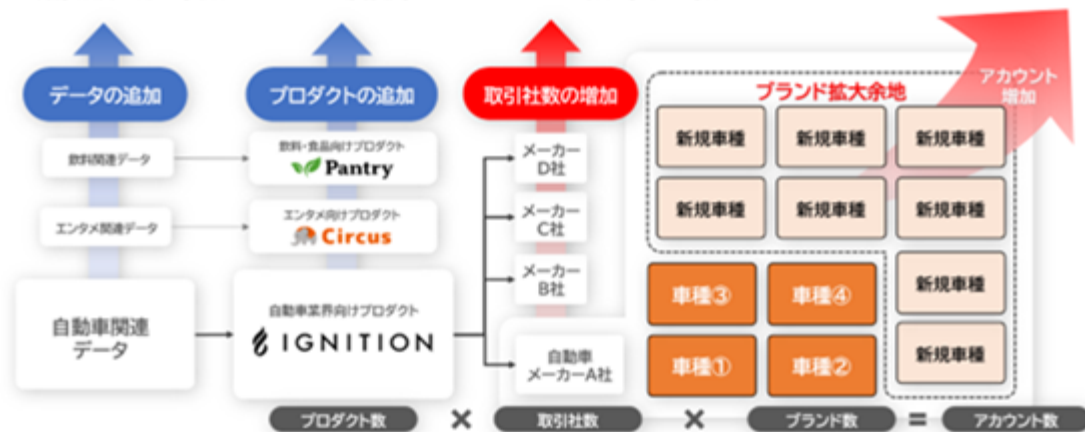 データの追加
プロダクトの追加
取引社数の増加
アカウント
増加
ブランド拡大余地
飲料関連データ
飲料・食品向けプロダクト
Pantry
エンタメ関連データ
エンタメ向けプロダクト
Circus
自動車関連
データ
自動車業界向けプロダクト
IGNITION
メーカー
D社
メーカー
C社
メーカー
B社
自動車
メーカーA社
新規車種
新規車種
新規車種
新規車種
新規車種
新規車種
車種③
車種④
新規車種
車種①
車種②
新規車種
プロダクト数
×
取引社数
×
ブランド数
=
アカウント数